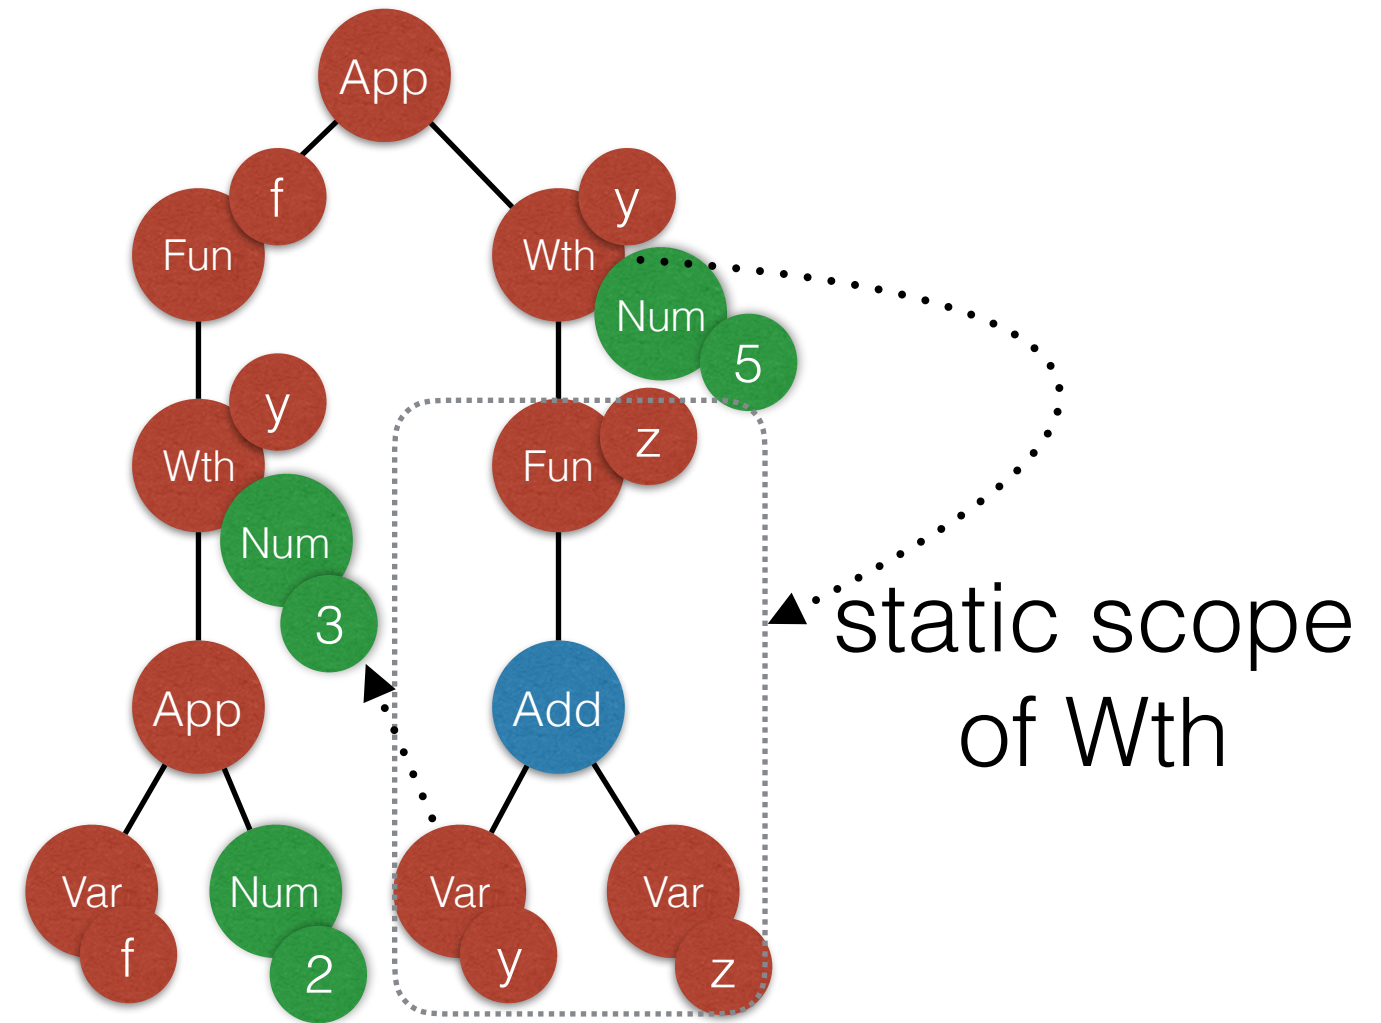 App
f
y
Fun
Wth
Num
5
y
z
Wth
Fun
Num
3
static scope
of Wth
App
Add
Var
Num
Var
Var
f
2
y
z